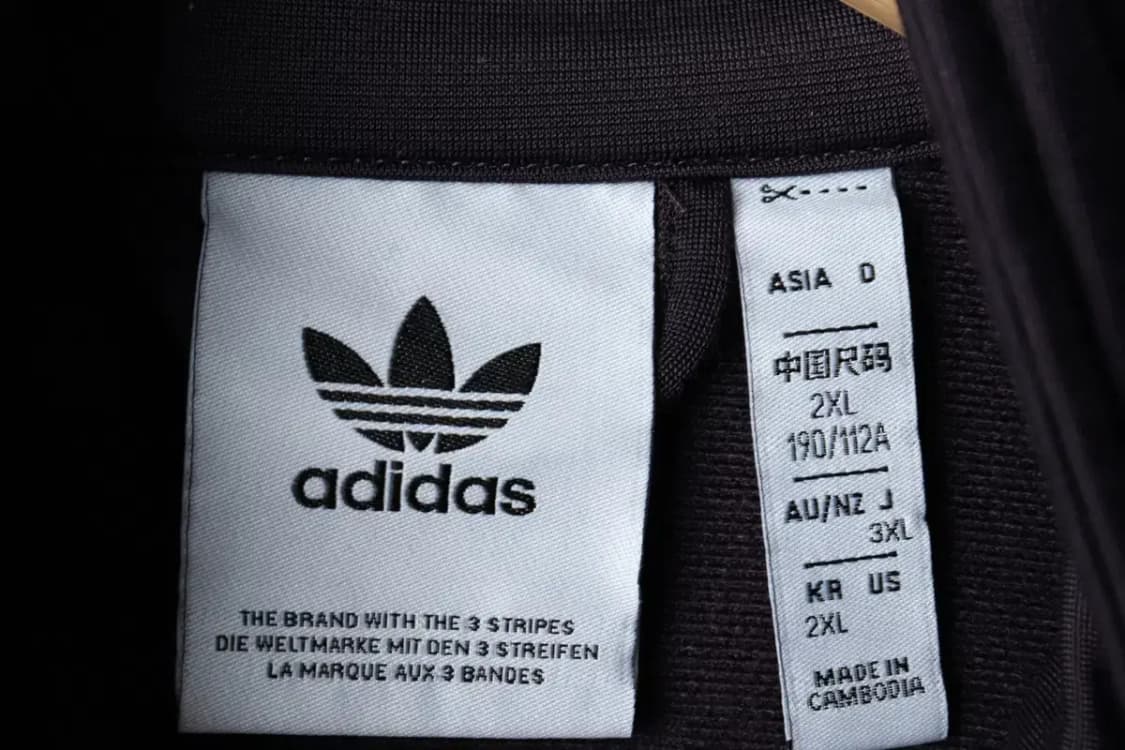 adidas
THE BRAND WITH THE 3 STRIPES
DIE WELTMARKE MIT DEN 3 STREIFEN
LA MARQUE AUX 3 BANDES
ASIA D
中国尺码
2XL
190/112A
AU/NZ J
3XL
KR US
2XL
MADE IN
CAMBODIA